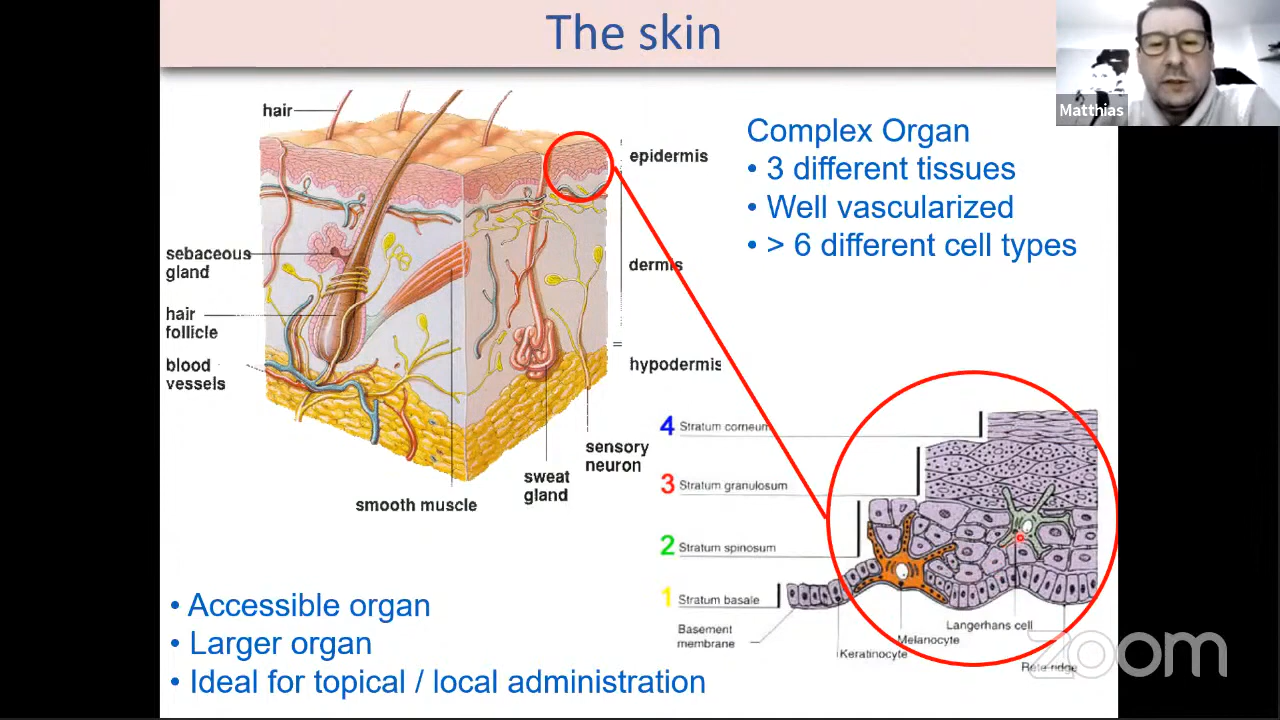 The skin
Matthias
hair
epidermis
sebaceous
gland
dermis
hair
follicle
blood
vessels
hypodermis
sensory
neuron
sweat
gland
smooth muscle
Complex Organ
• 3 different tissues
• Well vascularized
• > 6 different cell types
4 Stratum corneum
3 Stratum granulosum
2 Stratum spinosum
1 Stratum basale
Basement
membrane
Keratinocyte
Melanocyte
Langerhans cell
Rete ridge
• Accessible organ
• Larger organ
• Ideal for topical / local administration
zoom